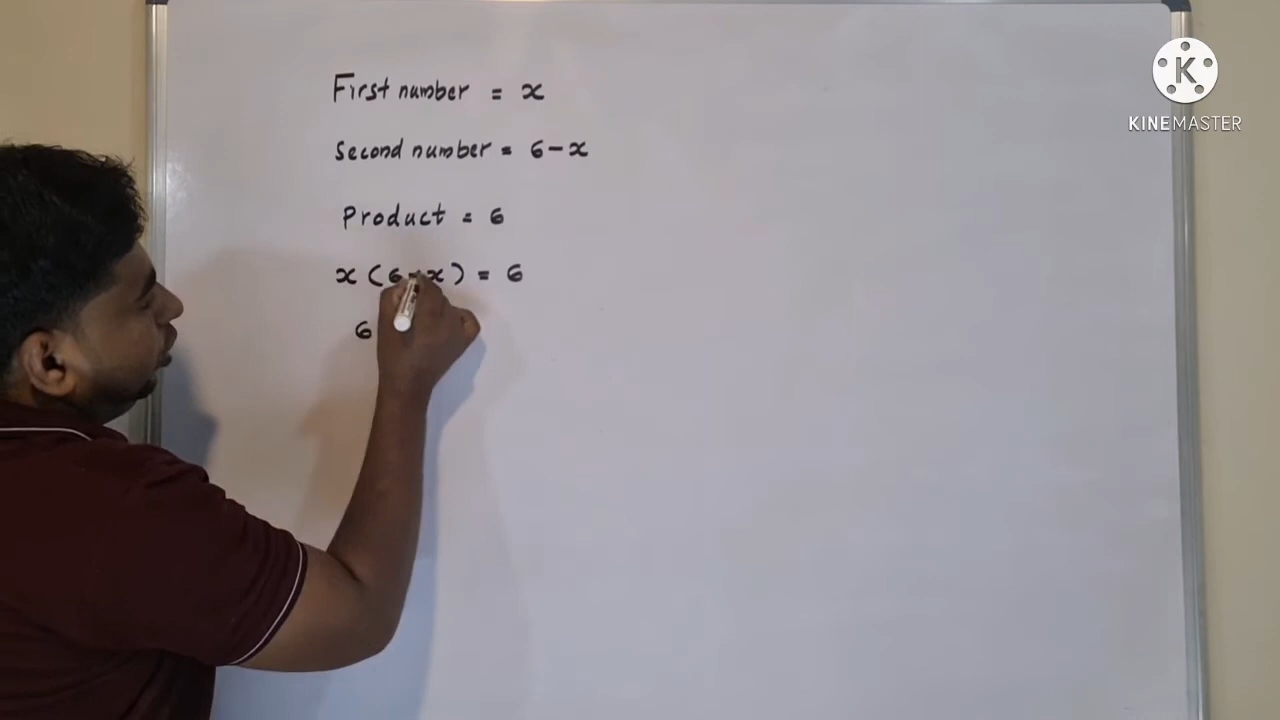 First number = x
Second number = 6-x
Product = 6
x(6-x) = 6
6
K
KINEMASTER